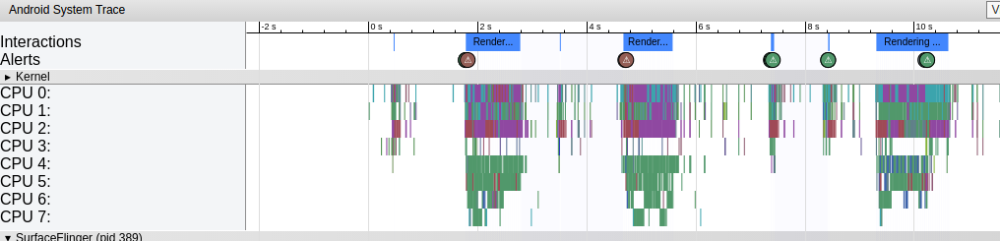 Android System Trace
V
-2 s 0 s 2 s 4 s 6 s 8 s 10 s
Interactions Render... Render... Rendering ...
Alerts
▸ Kernel
CPU 0:
CPU 1:
CPU 2:
CPU 3:
CPU 4:
CPU 5:
CPU 6:
CPU 7:
▾ SurfaceFlinger (pid 389)